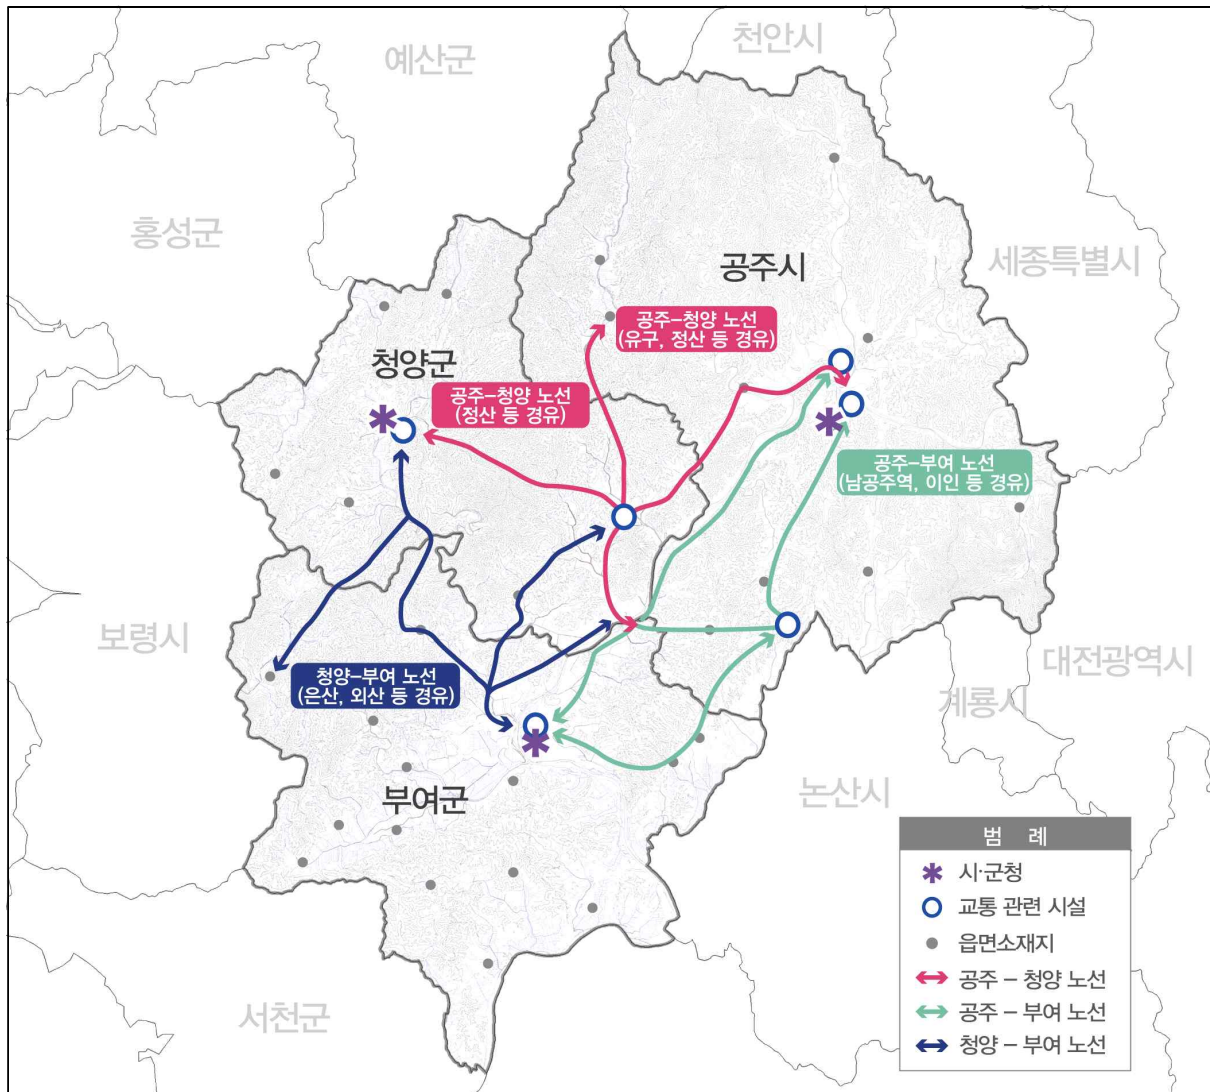 천안시
예산군
홍성군
공주시
세종특별시
공주–청양 노선
(유구, 정산 등 경유)
청양군
공주–청양 노선
(정산 등 경유)
공주–부여 노선
(남공주역, 이인 등 경유)
보령시
대전광역시
청양–부여 노선
(은산, 외산 등 경유)
계룡시
부여군
논산시
서천군
범 례
시·군청
교통 관련 시설
읍면소재지
공주 – 청양 노선
공주 – 부여 노선
청양 – 부여 노선